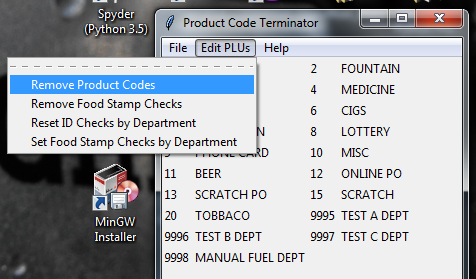 Spyder
(Python 3.5)
Product Code Terminator
File Edit PLUs Help
Remove Product Codes
Remove Food Stamp Checks
Reset ID Checks by Department
Set Food Stamp Checks by Department
2 FOUNTAIN
4 MEDICINE
6 CIGS
8 LOTTERY
PHONE CARD 10 MISC
11 BEER 12 ONLINE PO
13 SCRATCH PO 15 SCRATCH
20 TOBBACO 9995 TEST A DEPT
9996 TEST B DEPT 9997 TEST C DEPT
9998 MANUAL FUEL DEPT
MinGW
Installer